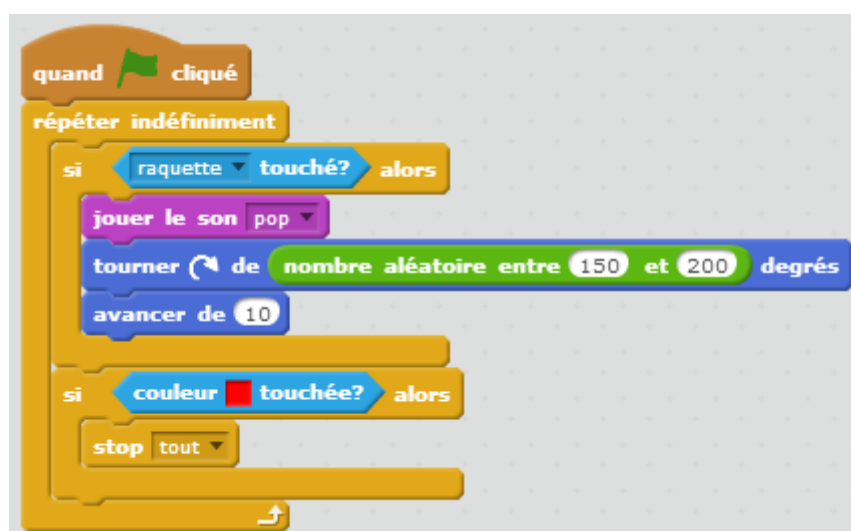 quand cliqué
répéter indéfiniment
si raquette touché? alors
jouer le son pop
tourner de nombre aléatoire entre 150 et 200 degrés
avancer de 10
si couleur touchée? alors
stop tout